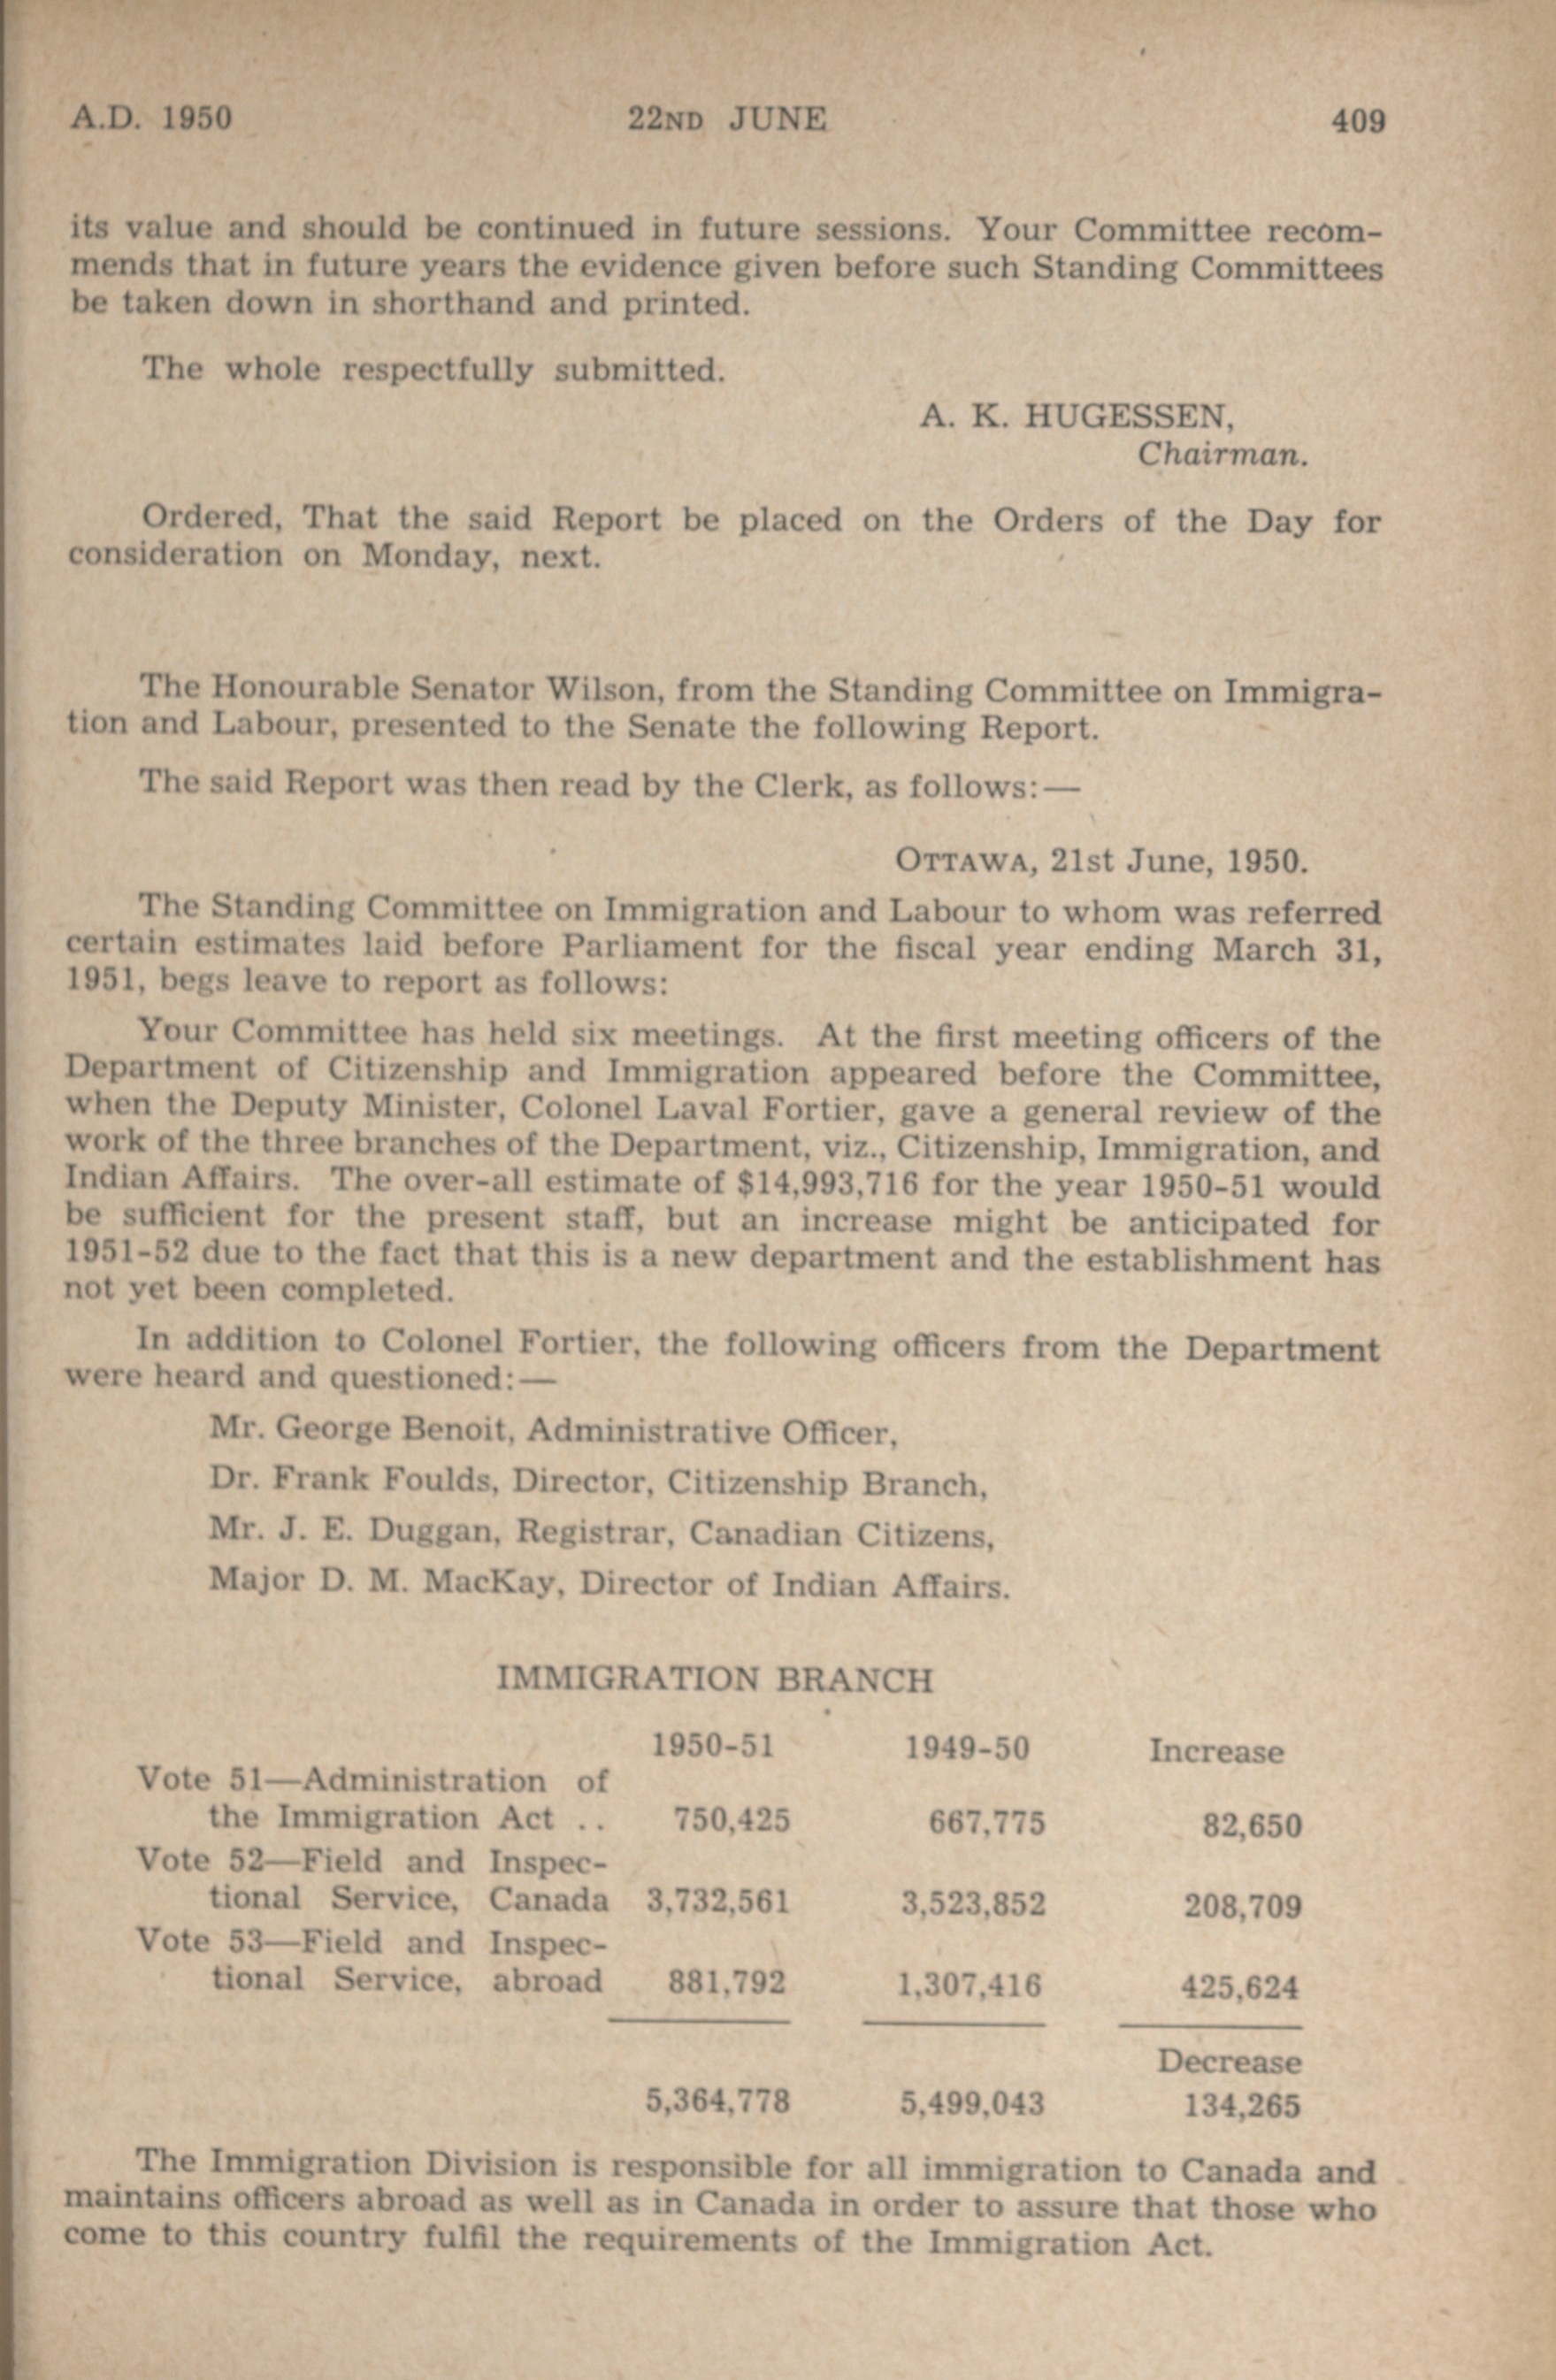 A.D. 1950 22ND JUNE 409
its value and should be continued in future sessions. Your Committee recom-
mends that in future years the evidence given before such Standing Committees
be taken down in shorthand and printed.
The whole respectfully submitted.
A. K. HUGESSEN,
Chairman.
Ordered, That the said Report be placed on the Orders of the Day for
consideration on Monday, next.
The Honourable Senator Wilson, from the Standing Committee on Immigra-
tion and Labour, presented to the Senate the following Report.
The said Report was then read by the Clerk, as follows:—
OTTAWA, 21st June, 1950.
The Standing Committee on Immigration and Labour to whom was referred
certain estimates laid before Parliament for the fiscal year ending March 31,
1951, begs leave to report as follows:
Your Committee has held six meetings. At the first meeting officers of the
Department of Citizenship and Immigration appeared before the Committee,
when the Deputy Minister, Colonel Laval Fortier, gave a general review of the
work of the three branches of the Department, viz., Citizenship, Immigration, and
Indian Affairs. The over-all estimate of $14,993,716 for the year 1950-51 would
be sufficient for the present staff, but an increase might be anticipated for
1951-52 due to the fact that this is a new department and the establishment has
not yet been completed.
In addition to Colonel Fortier, the following officers from the Department
were heard and questioned:—
Mr. George Benoit, Administrative Officer,
Dr. Frank Foulds, Director, Citizenship Branch,
Mr. J. E. Duggan, Registrar, Canadian Citizens,
Major D. M. MacKay, Director of Indian Affairs.
IMMIGRATION BRANCH
1950-51 1949-50 Increase
Vote 51—Administration of
the Immigration Act .. 750,425 667,775 82,650
Vote 52—Field and Inspec-
tional Service, Canada 3,732,561 3,523,852 208,709
Vote 53—Field and Inspec-
tional Service, abroad 881,792 1,307,416 425,624
Decrease
5,364,778 5,499,043 134,265
The Immigration Division is responsible for all immigration to Canada and
maintains officers abroad as well as in Canada in order to assure that those who
come to this country fulfil the requirements of the Immigration Act.